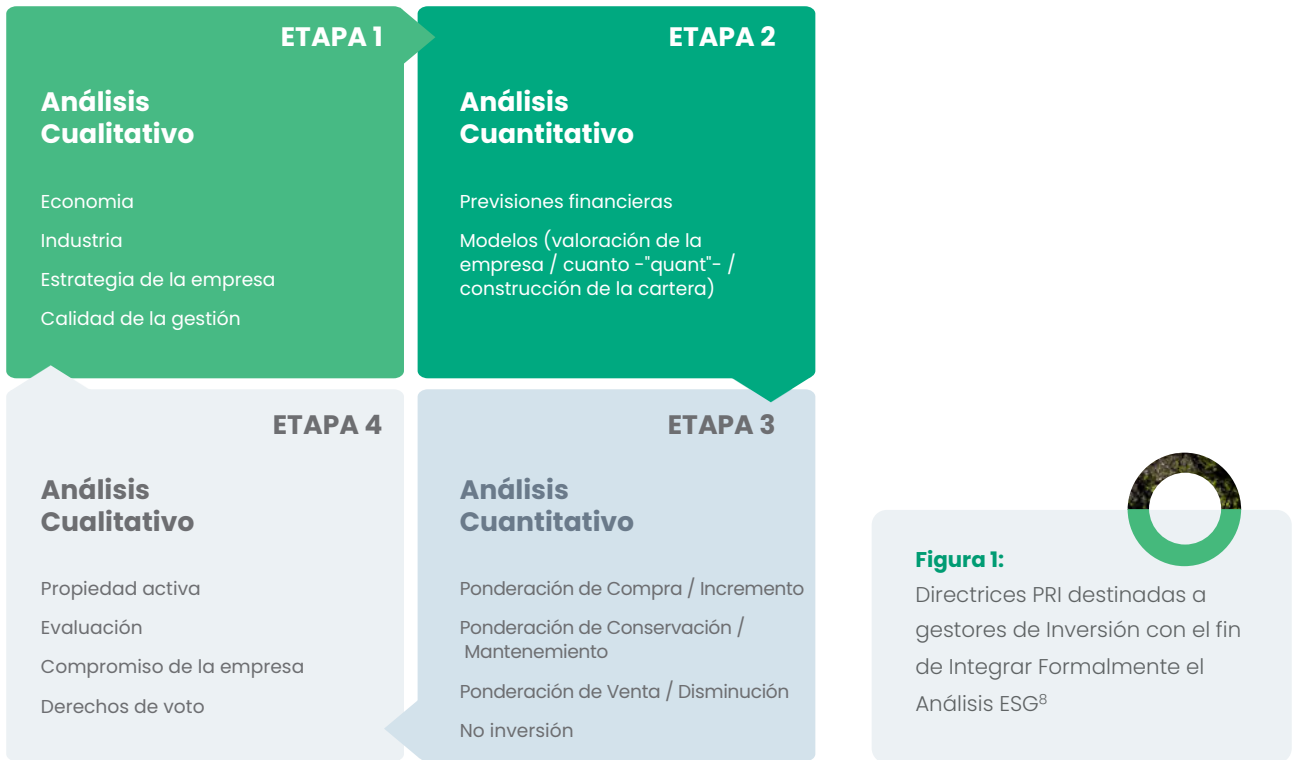 ETAPA 1
Análisis
Cualitativo
Economia
Industria
Estrategia de la empresa
Calidad de la gestión
ETAPA 2
Análisis
Cuantitativo
Previsiones financieras
Modelos (valoración de la
empresa / cuanto -"quant"- /
construcción de la cartera)
ETAPA 3
Análisis
Cuantitativo
Ponderación de Compra / Incremento
Ponderación de Conservación /
Mantenemiento
Ponderación de Venta / Disminución
No inversión
ETAPA 4
Análisis
Cualitativo
Propiedad activa
Evaluación
Compromiso de la empresa
Derechos de voto
Figura 1:
Directrices PRI destinadas a
gestores de Inversión con el fin
de Integrar Formalmente el
Análisis ESG⁸